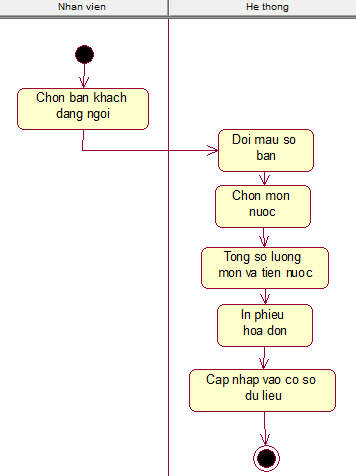 Nhan vien
He thong
Chon ban khach
dang ngoi
Doi mau so
ban
Chon mon
nuoc
Tong so luong
mon va tien nuoc
In phieu
hoa don
Cap nhap vao co so
du lieu